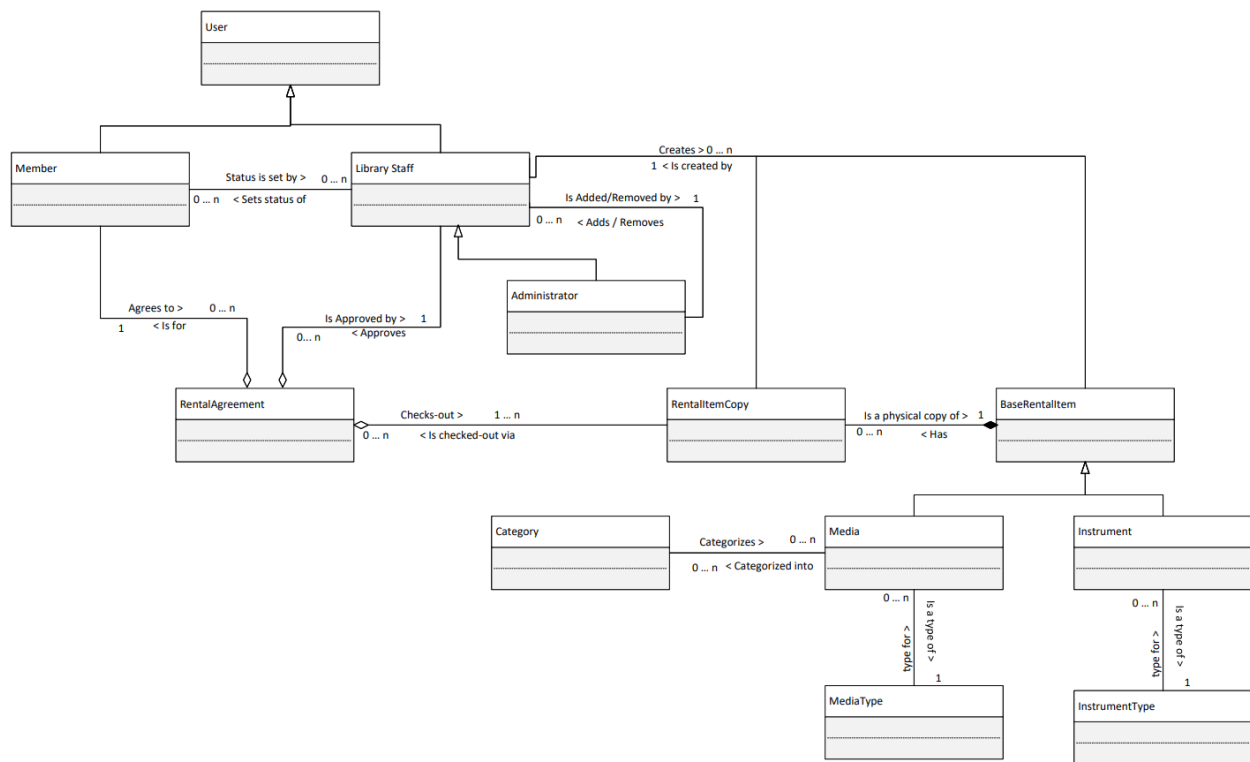 User
Member
Library Staff
Creates > 0 ... n
1 < Is created by
Status is set by > 0 ... n
0 ... n < Sets status of
Is Added/Removed by > 1
0 ... n < Adds / Removes
Administrator
Agrees to > 0 ... n
1 < Is for
Is Approved by > 1
0... n < Approves
RentalAgreement
Checks-out > 1 ... n
0 ... n < Is checked-out via
RentalItemCopy
Is a physical copy of > 1
0 ... n < Has
BaseRentalItem
Category
Categorizes > 0 ... n
0 ... n < Categorized into
Media
Instrument
0 ... n
Is a type of >
type for <
1
0 ... n
Is a type of >
type for <
1
MediaType
InstrumentType